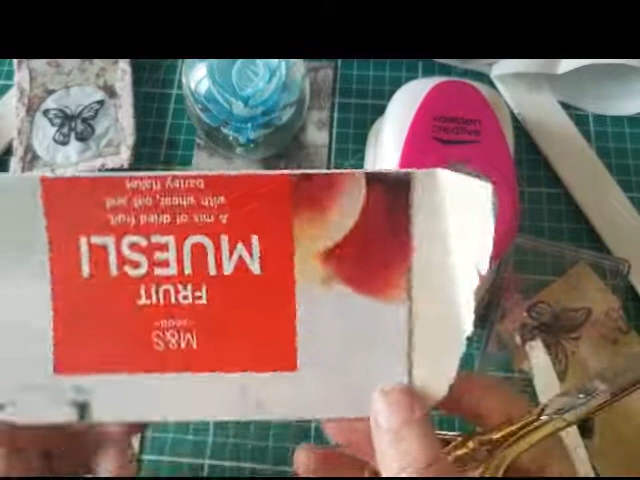 M&S
FOOD
FRUIT
MUESLI
A mix of dried fruit
with wheat, oat and
barley flakes
vaessen
creative